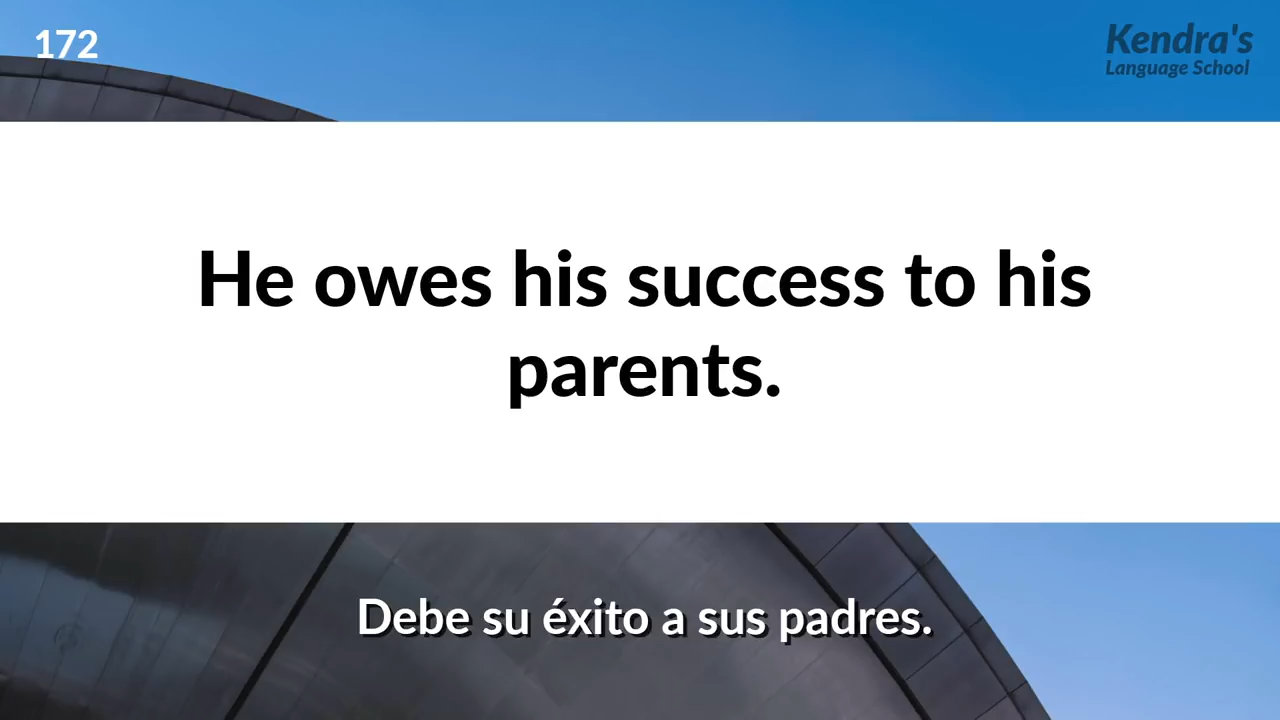 172
Kendra's
Language School
He owes his success to his
parents.
Debe su éxito a sus padres.